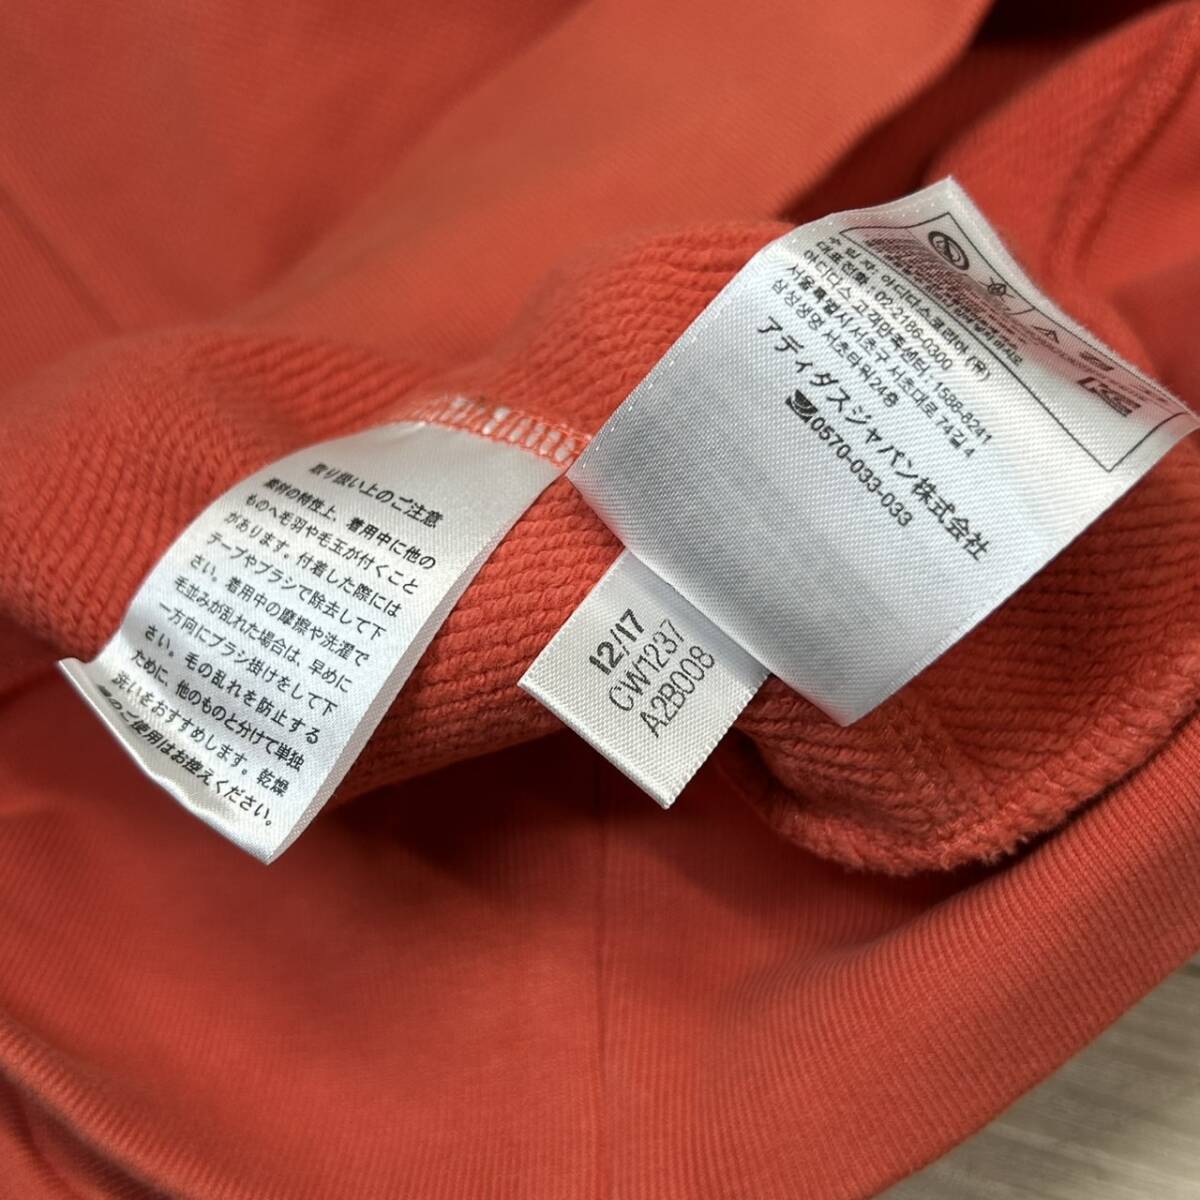 取り扱い上のご注意
素材の特性上、着用中に他の
ものへ毛羽や毛玉が付くこと
があります。付着した際には
テープやブラシで除去して下
さい。着用中の摩擦や洗濯で
毛並みが乱れた場合は、早めに
一方向にブラシ掛けをして下
さい。毛の乱れを防止する
ために、他のものと分けて単独
洗いをおすすめします。乾燥
機のご使用はお控えください。
12/17
CW1237
A2B008
수입자: 아디다스코리아(유)
대표전화: 02-2186-0300
아디다스 고객만족센터: 1588-8241
서울특별시 서초구 서초대로 74길 4
삼성생명 서초타워 24층
アディダスジャパン株式会社
0570-033-033